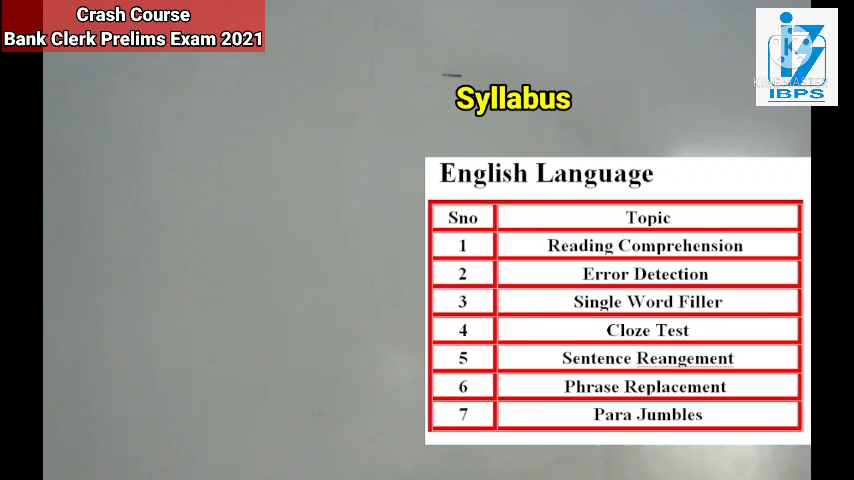 Crash Course
Bank Clerk Prelims Exam 2021
K
KINEMASTER
IBPS
Syllabus
English Language
Sno Topic
1 Reading Comprehension
2 Error Detection
3 Single Word Filler
4 Cloze Test
5 Sentence Reangement
6 Phrase Replacement
7 Para Jumbles